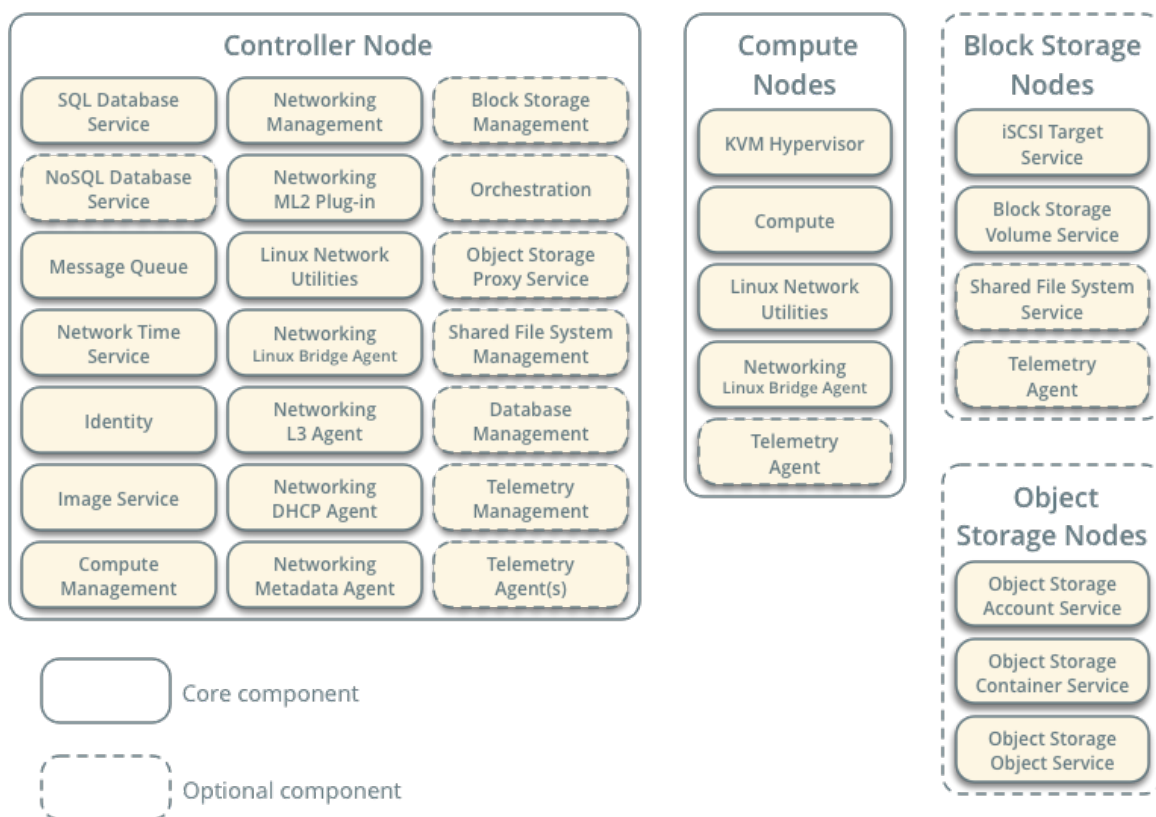 Controller Node
SQL Database
Service
Networking
Management
Block Storage
Management
NoSQL Database
Service
Networking
ML2 Plug-in
Orchestration
Message Queue
Linux Network
Utilities
Object Storage
Proxy Service
Network Time
Service
Networking
Linux Bridge Agent
Shared File System
Management
Identity
Networking
L3 Agent
Database
Management
Image Service
Networking
DHCP Agent
Telemetry
Management
Compute
Management
Networking
Metadata Agent
Telemetry
Agent(s)
Compute
Nodes
KVM Hypervisor
Compute
Linux Network
Utilities
Networking
Linux Bridge Agent
Telemetry
Agent
Block Storage
Nodes
iSCSI Target
Service
Block Storage
Volume Service
Shared File System
Service
Telemetry
Agent
Object
Storage Nodes
Object Storage
Account Service
Object Storage
Container Service
Object Storage
Object Service
Core component
Optional component